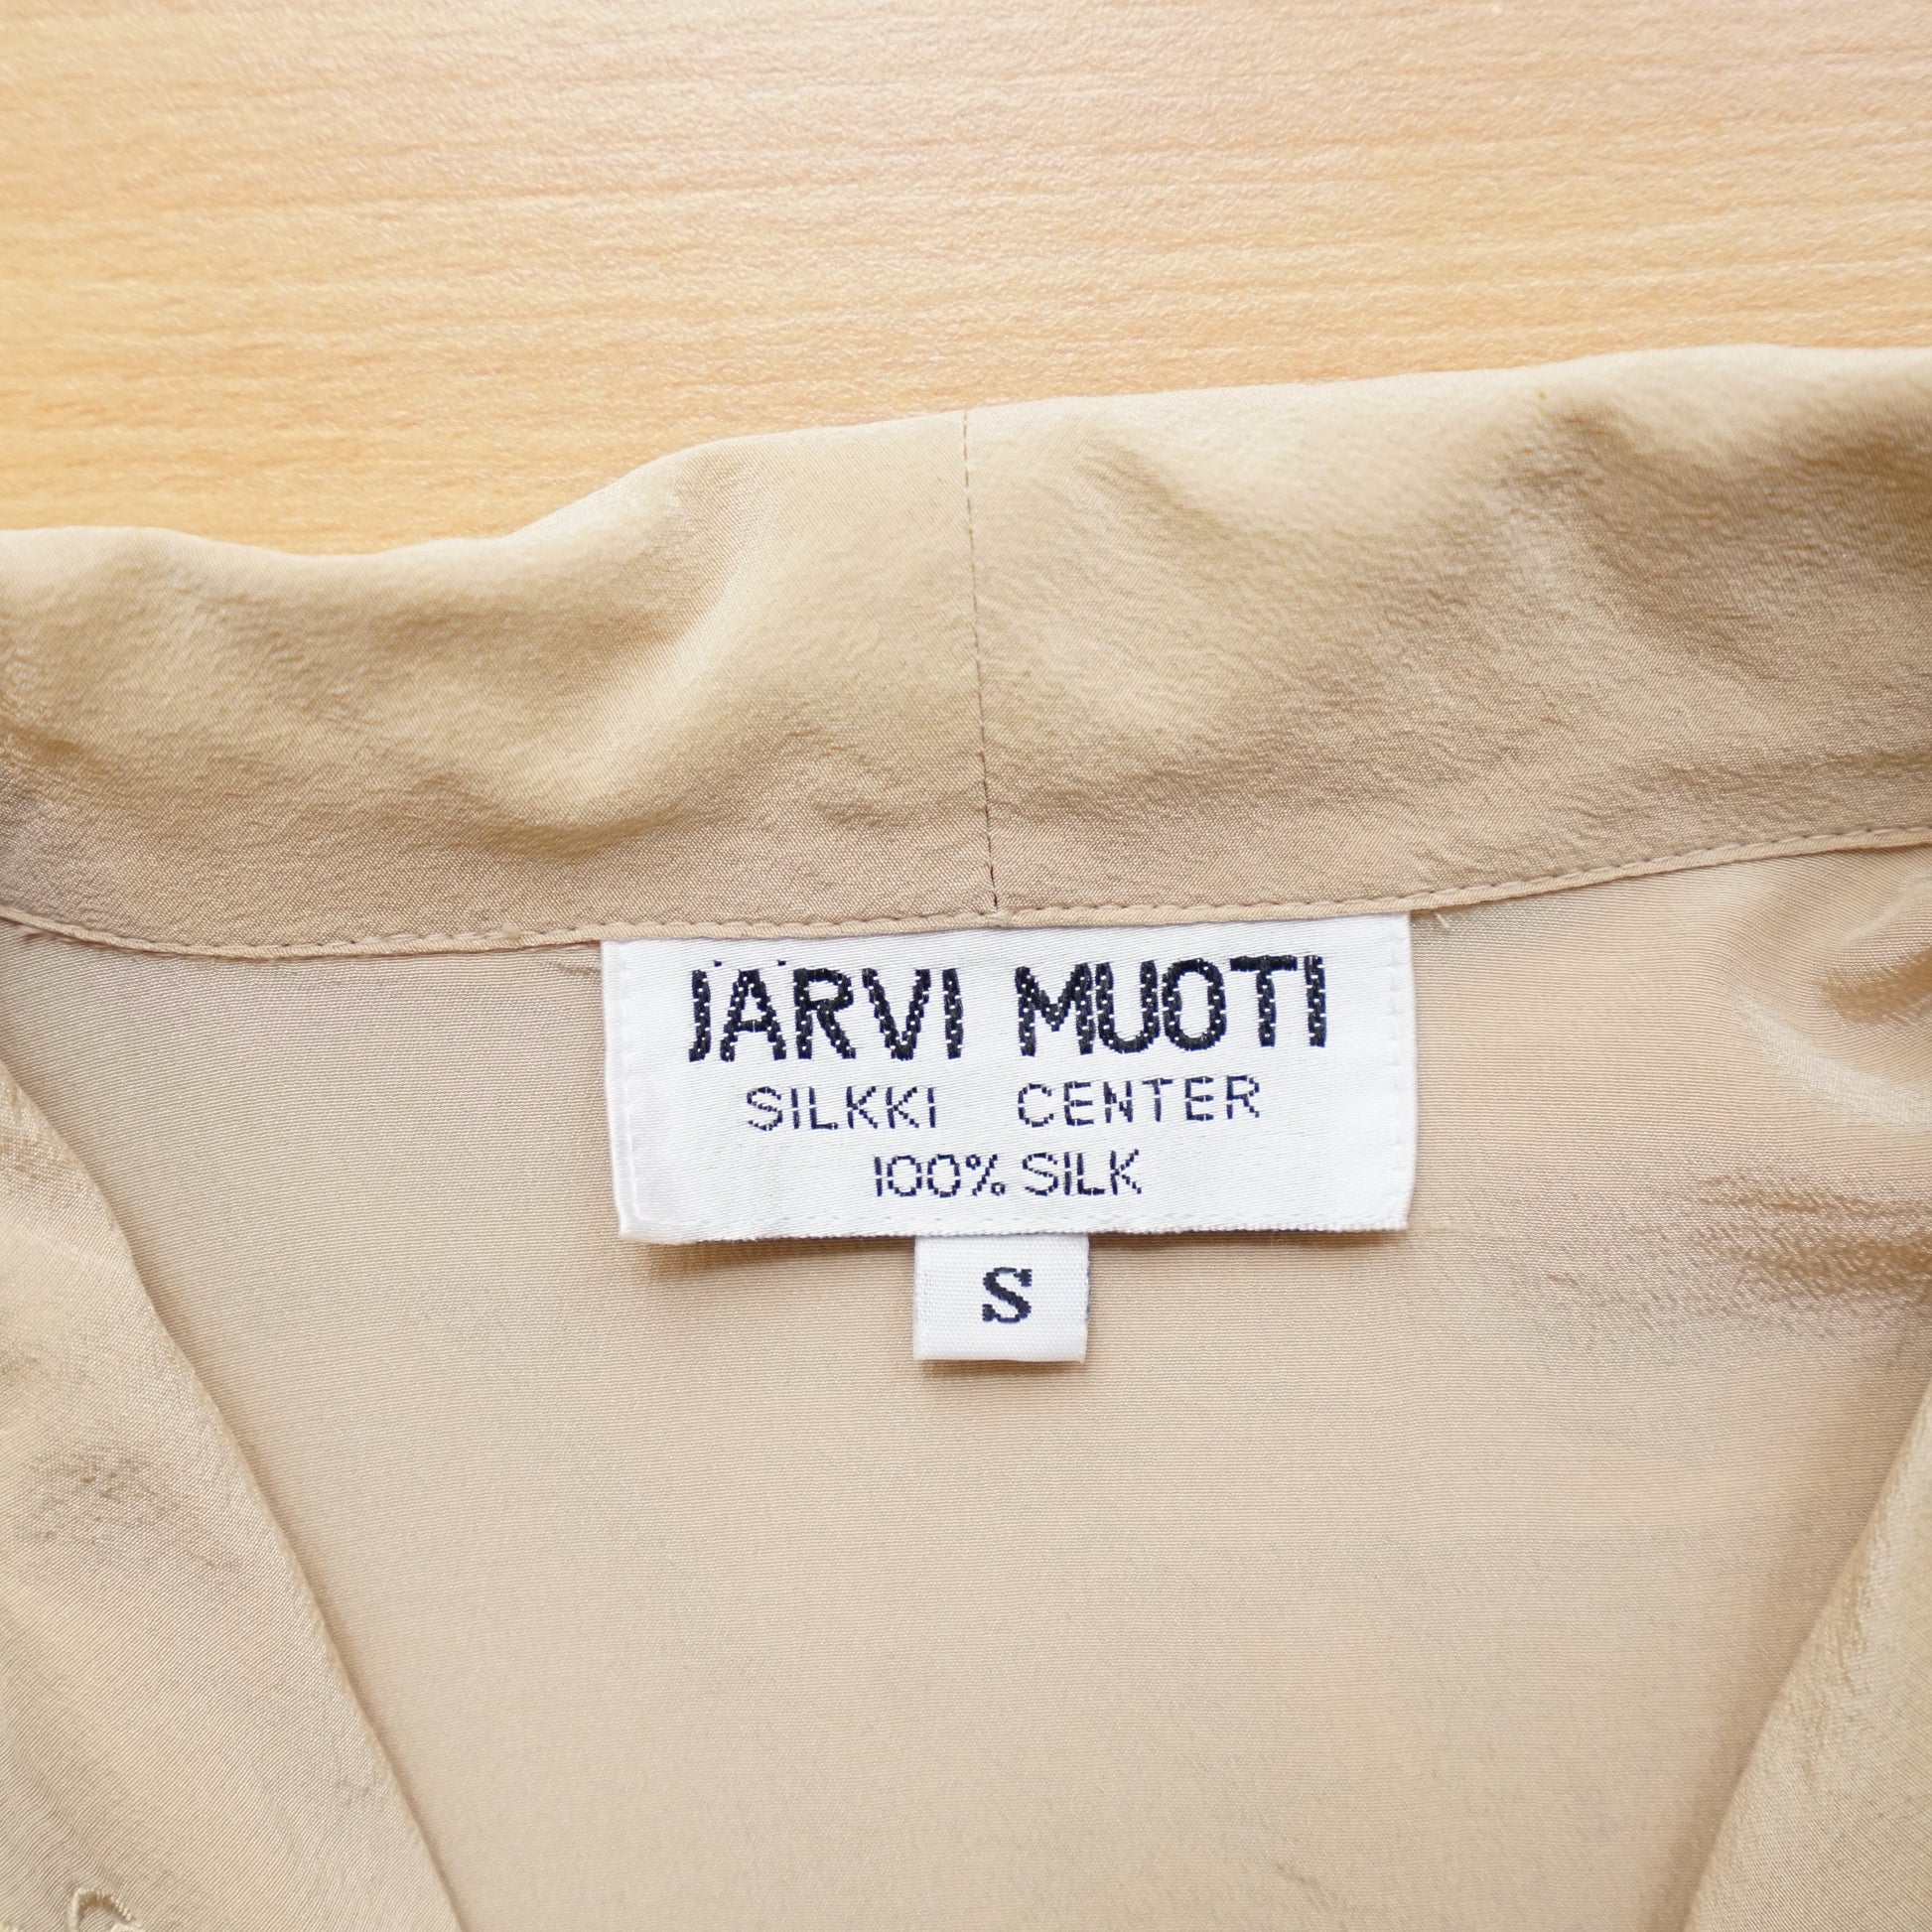 JÄRVI MUOTI
SILKKI CENTER
100% SILK
S